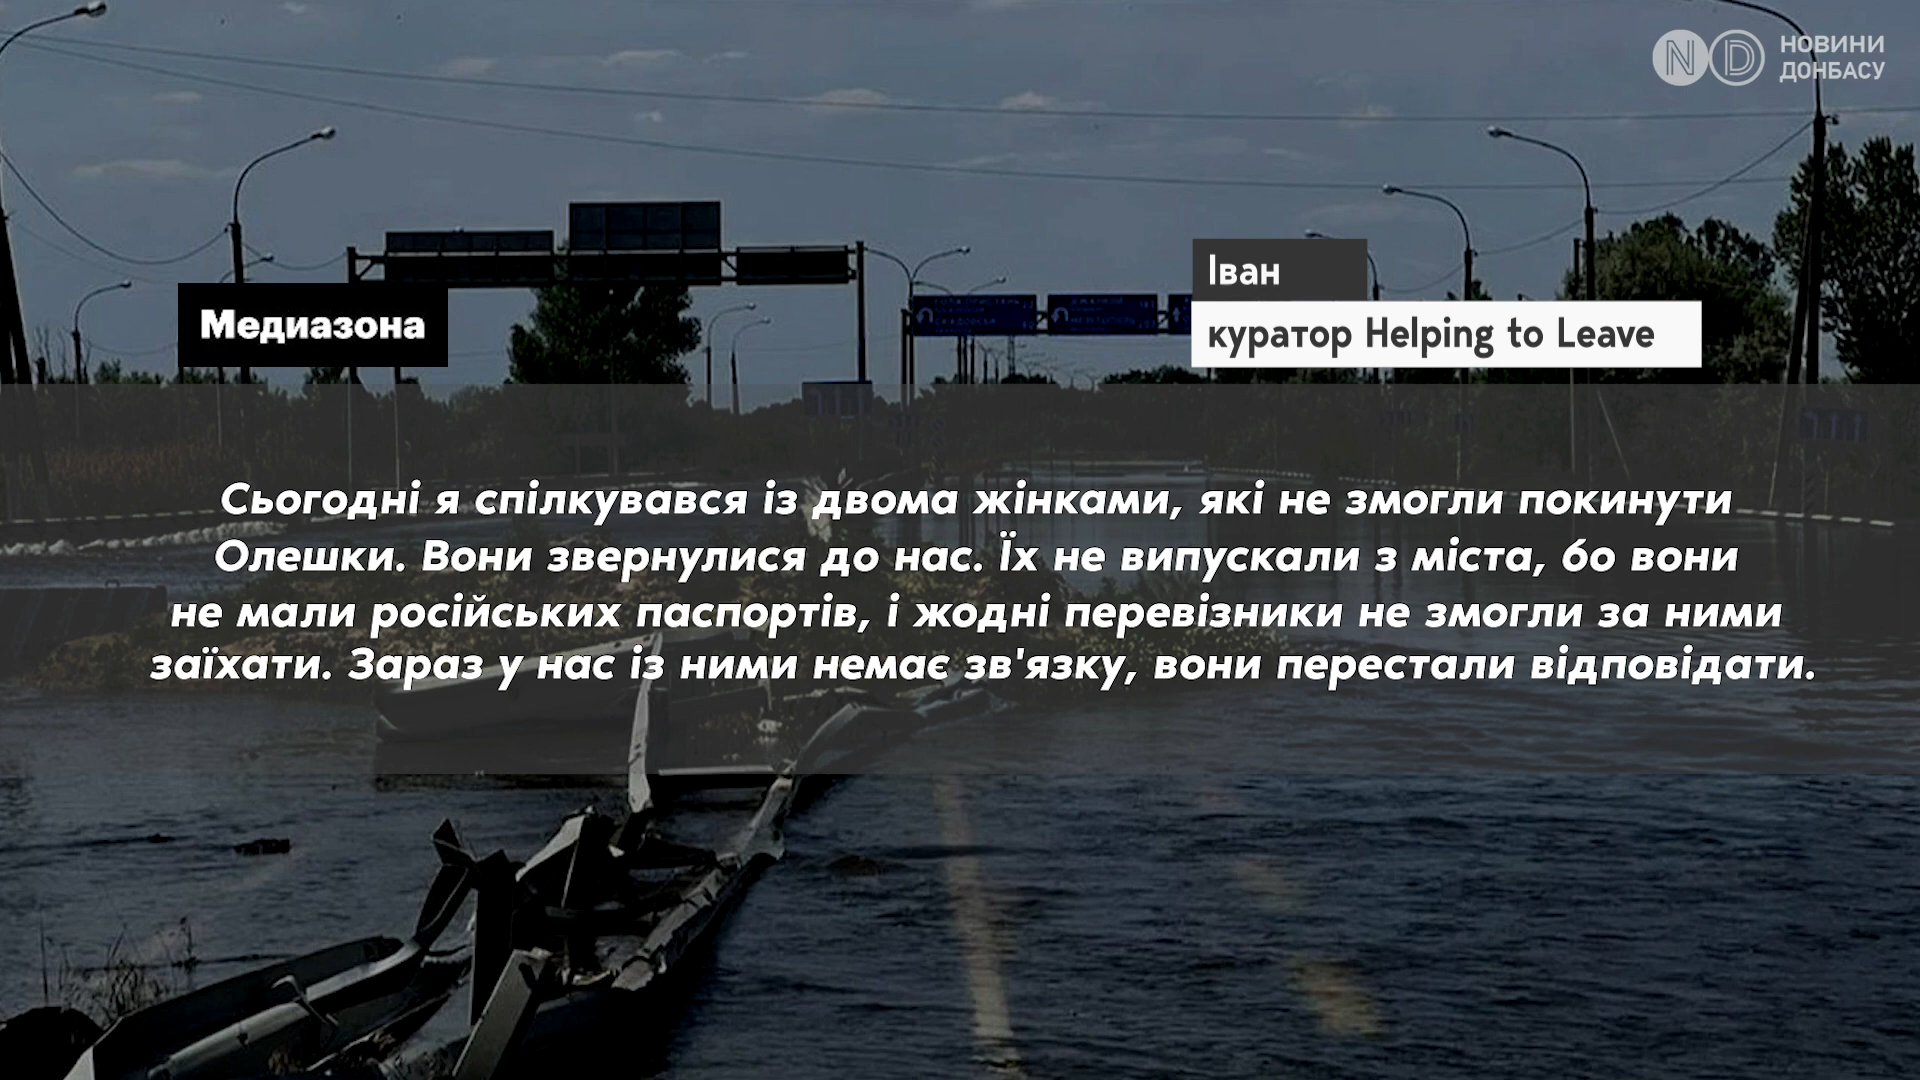 НОВИНИ
ДОНБАСУ
Іван
куратор Helping to Leave
Медиазона
Сьогодні я спілкувався із двома жінками, які не змогли покинути
Олешки. Вони звернулися до нас. Їх не випускали з міста, бо вони
не мали російських паспортів, і жодні перевізники не змогли за ними
заїхати. Зараз у нас із ними немає зв'язку, вони перестали відповідати.